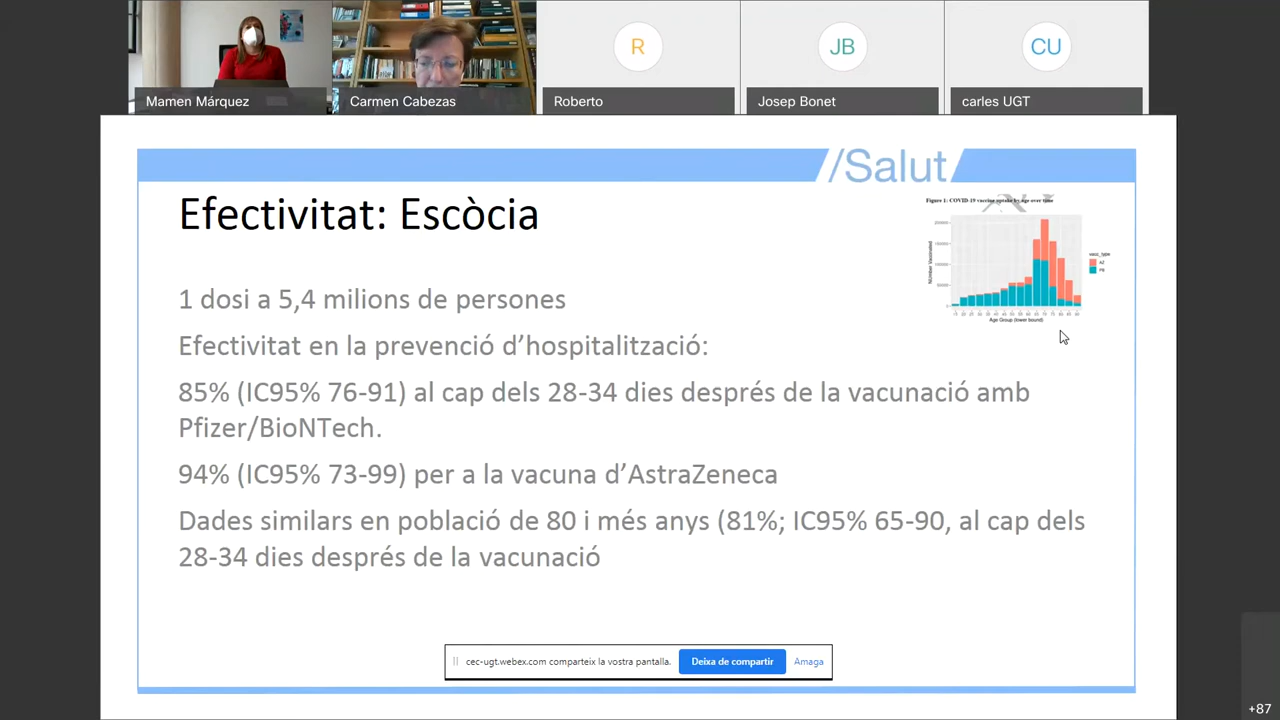 Mamen Márquez
Carmen Cabezas
R
Roberto
JB
Josep Bonet
CU
carles UGT
/Salut
Efectivitat: Escòcia
Figure 1: COVID-19 vaccine uptake by age over time
Number Vaccinated
vacc_type
Age Group (lower bound)
1 dosi a 5,4 milions de persones
Efectivitat en la prevenció d’hospitalització:
85% (IC95% 76-91) al cap dels 28-34 dies després de la vacunació amb
Pfizer/BioNTech.
94% (IC95% 73-99) per a la vacuna d’AstraZeneca
Dades similars en població de 80 i més anys (81%; IC95% 65-90, al cap dels
28-34 dies després de la vacunació
cec-ugt.webex.com comparteix la vostra pantalla.
Deixa de compartir
Amaga
+87